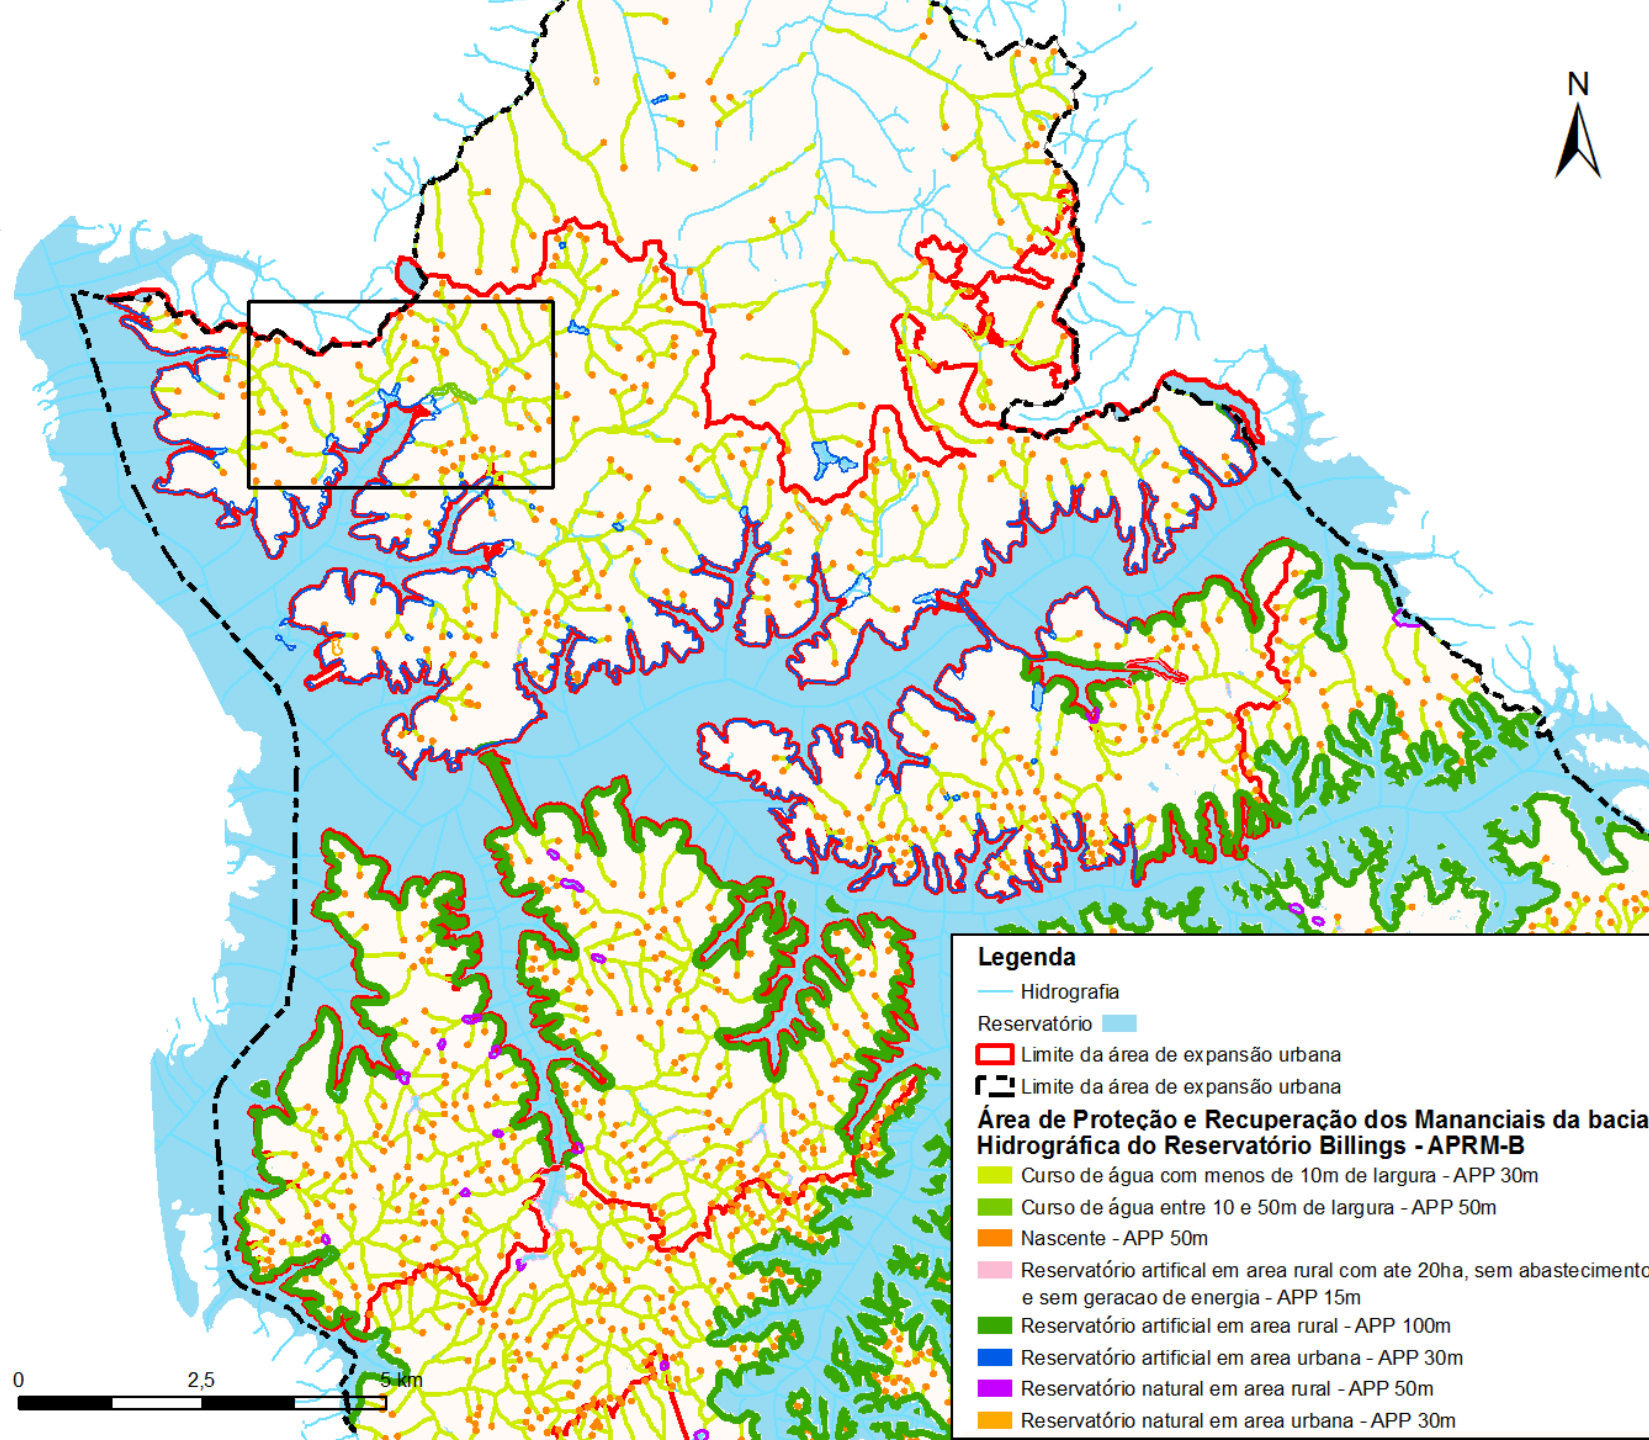 N
Legenda
Hidrografia
Reservatório
Limite da área de expansão urbana
Limite da área de expansão urbana
Área de Proteção e Recuperação dos Mananciais da bacia
Hidrográfica do Reservatório Billings - APRM-B
Curso de água com menos de 10m de largura - APP 30m
Curso de água entre 10 e 50m de largura - APP 50m
Nascente - APP 50m
Reservatório artifical em area rural com ate 20ha, sem abastecimento
e sem geracao de energia - APP 15m
Reservatório artificial em area rural - APP 100m
Reservatório artificial em area urbana - APP 30m
Reservatório natural em area rural - APP 50m
Reservatório natural em area urbana - APP 30m
0 2,5 5 km